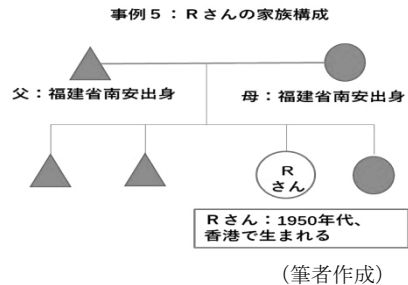 事例5：Rさんの家族構成
父：福建省南安出身
母：福建省南安出身
R
さん
Rさん：1950年代、
香港で生まれる
（筆者作成）